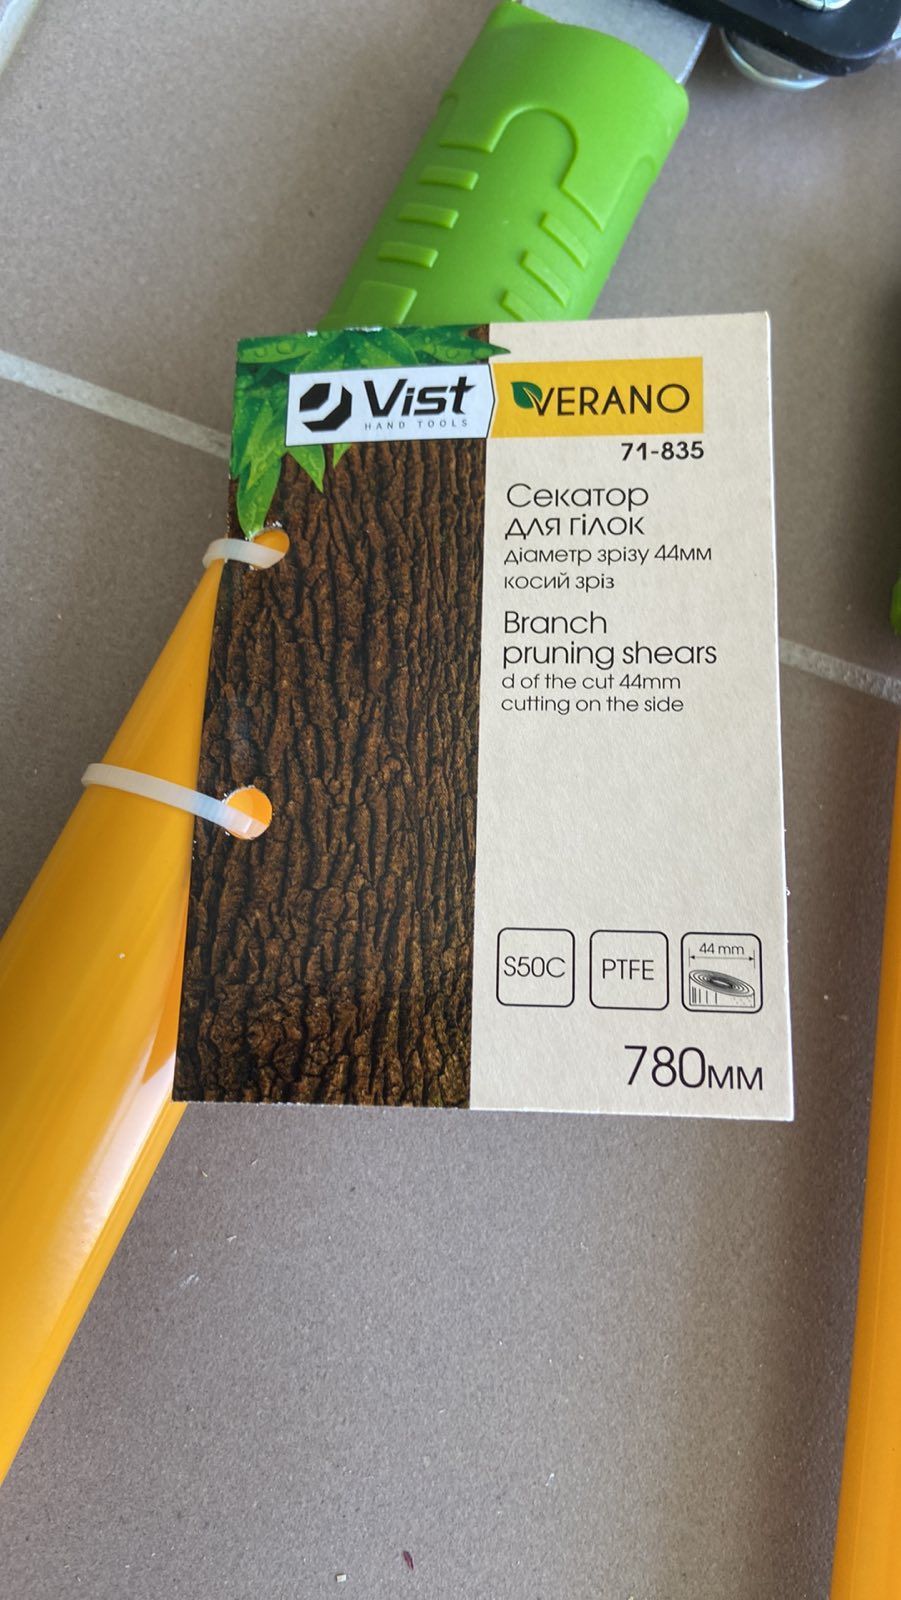 Vist
HAND TOOLS
VERANO
71-835
Секатор
для гілок
діаметр зрізу 44мм
косий зріз
Branch
pruning shears
d of the cut 44mm
cutting on the side
S50C
PTFE
44 mm
780мм